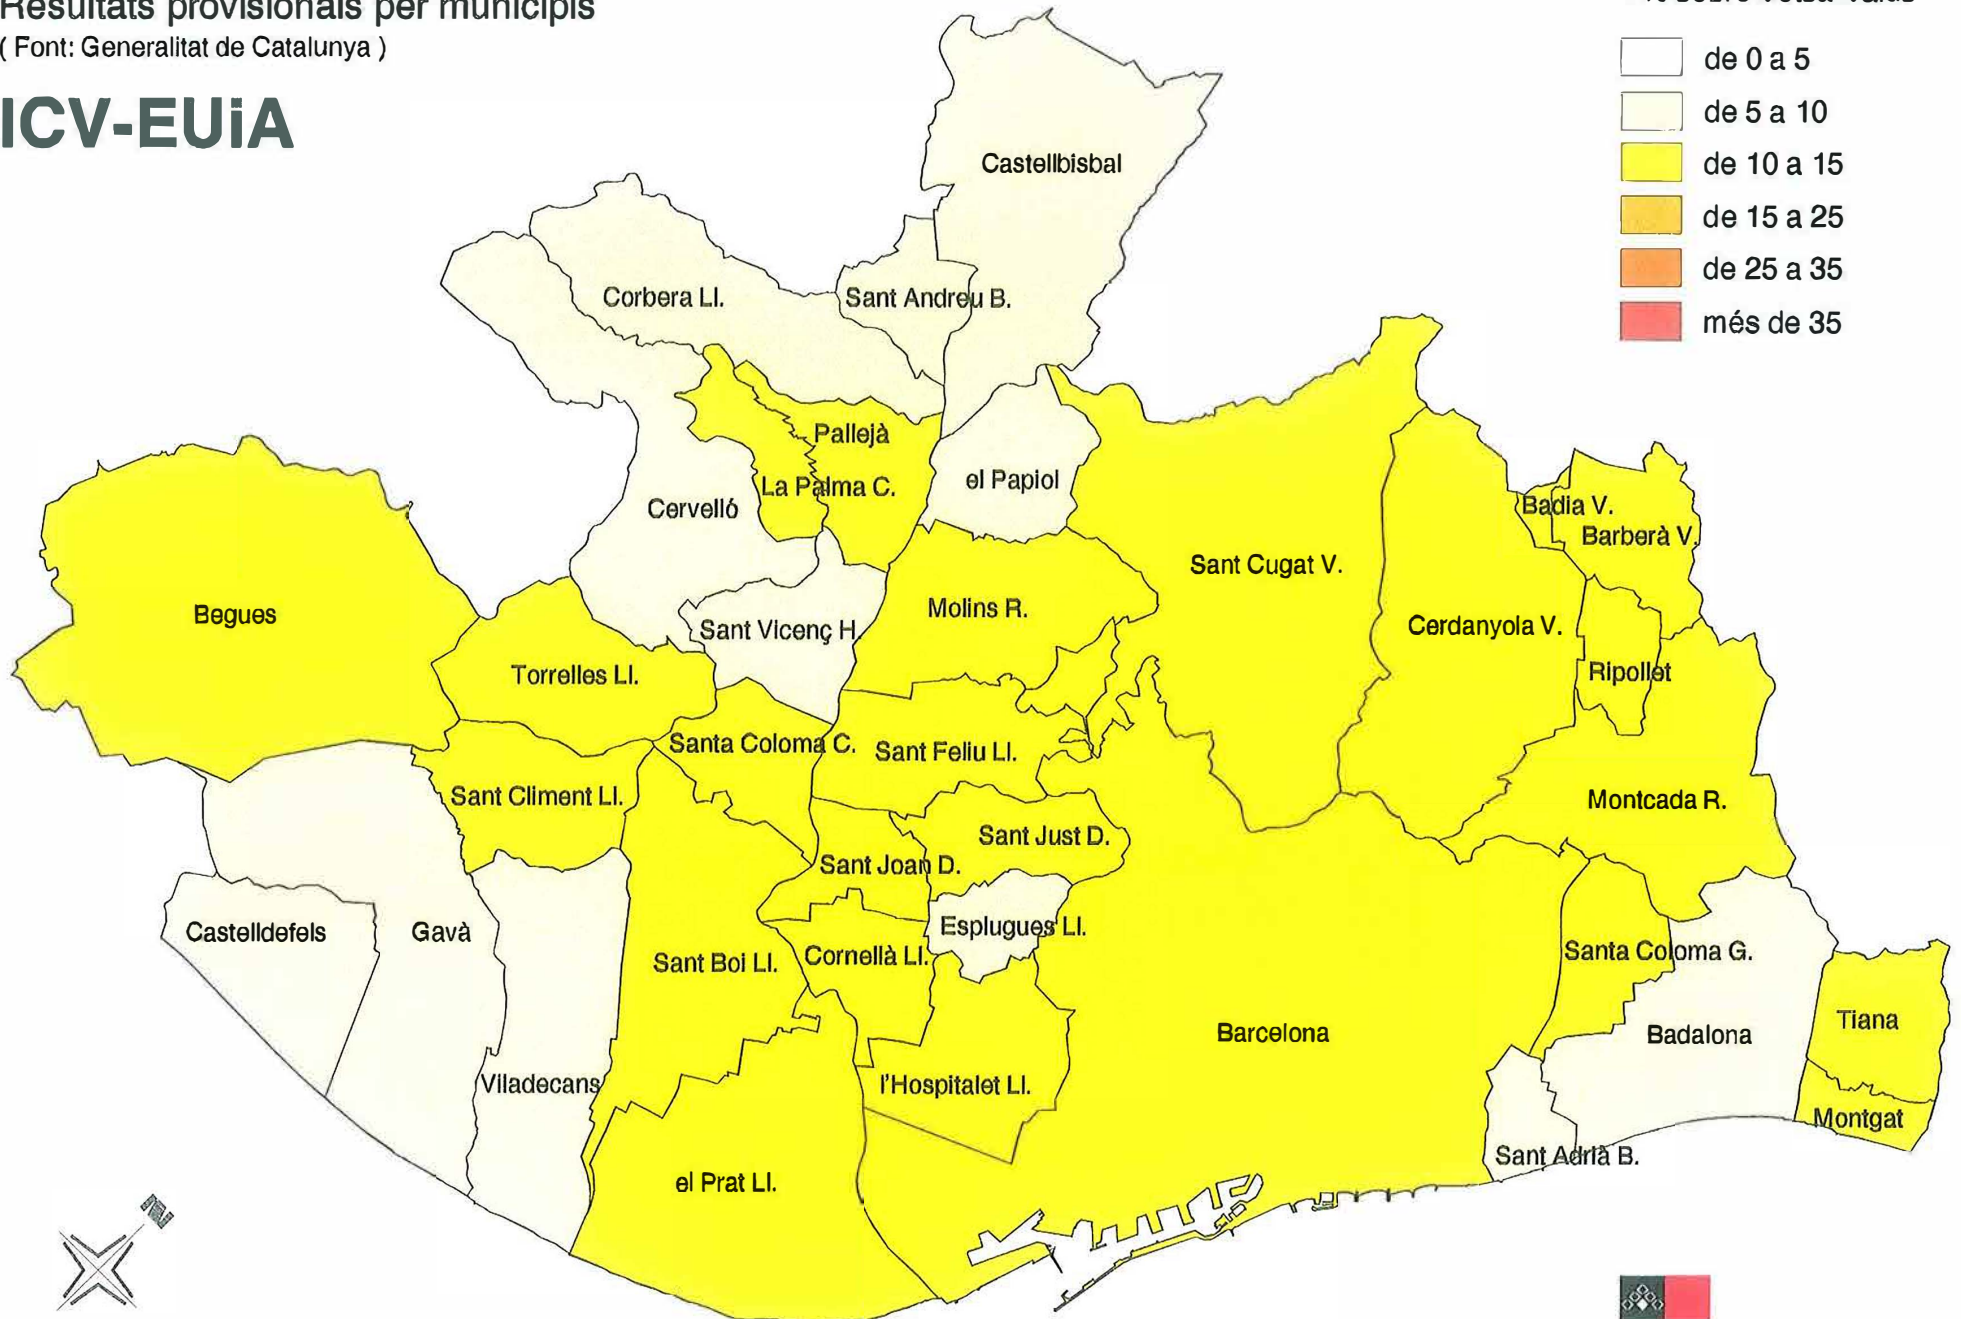 Resultats provisionals per municipis
( Font: Generalitat de Catalunya )
ICV-EUiA
de 0 a 5
de 5 a 10
de 10 a 15
de 15 a 25
de 25 a 35
més de 35
Castellbisbal
Corbera Ll.
Sant Andreu B.
Pallejà
La Palma C.
el Papiol
Cervelló
Badia V.
Barberà V.
Sant Cugat V.
Begues
Molins R.
Cerdanyola V.
Sant Vicenç H.
Torrelles Ll.
Ripollet
Santa Coloma C.
Sant Feliu Ll.
Sant Climent Ll.
Montcada R.
Sant Just D.
Sant Joan D.
Castelldefels
Gavà
Esplugues Ll.
Sant Boi Ll.
Cornellà Ll.
Santa Coloma G.
Barcelona
Badalona
Tiana
Viladecans
l'Hospitalet Ll.
Montgat
Sant Adrià B.
el Prat Ll.
N